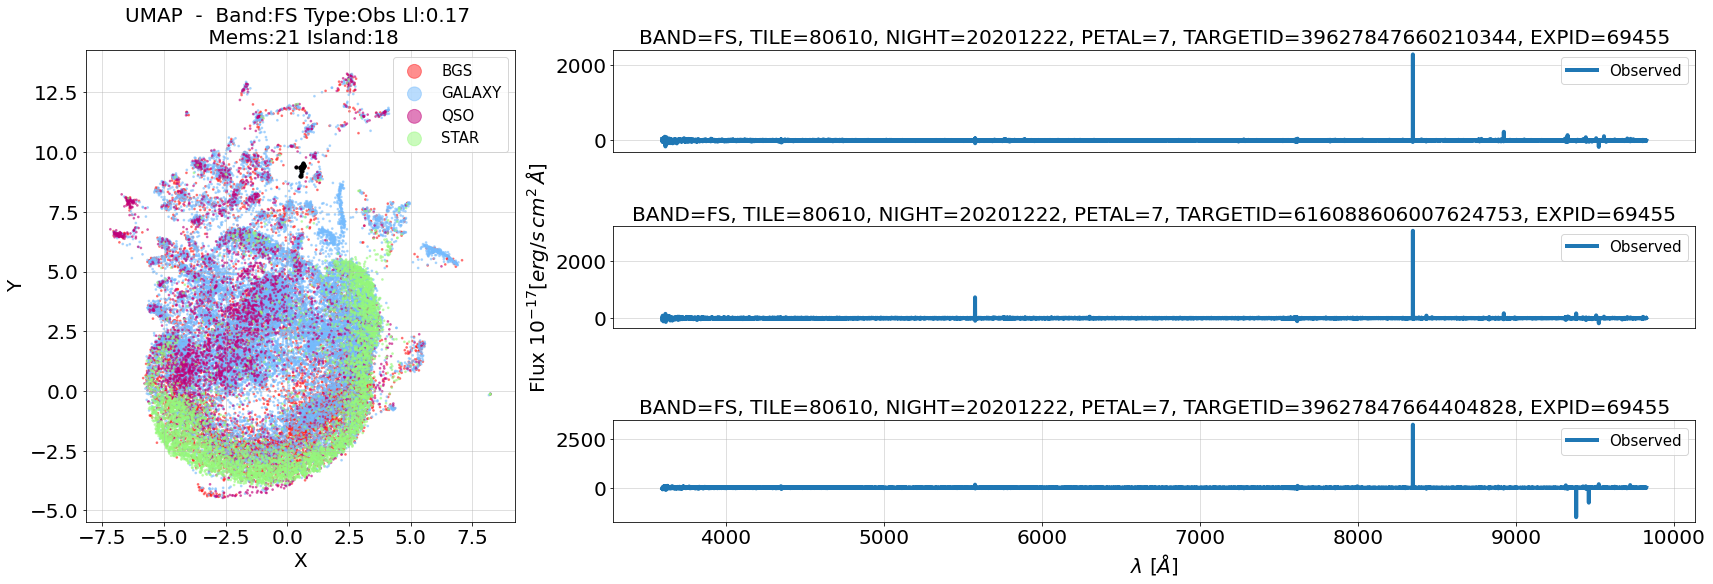 UMAP - Band:FS Type:Obs Ll:0.17
Mems:21 Island:18
BGS
GALAXY
QSO
STAR
12.5
10.0
7.5
5.0
2.5
0.0
−2.5
−5.0
Y
−7.5
−5.0
−2.5
0.0
2.5
5.0
7.5
X
Flux 10⁻¹⁷[erg/s cm² Å]
BAND=FS, TILE=80610, NIGHT=20201222, PETAL=7, TARGETID=39627847660210344, EXPID=69455
Observed
2000
0
BAND=FS, TILE=80610, NIGHT=20201222, PETAL=7, TARGETID=616088606007624753, EXPID=69455
Observed
2000
0
BAND=FS, TILE=80610, NIGHT=20201222, PETAL=7, TARGETID=39627847664404828, EXPID=69455
Observed
2500
0
4000
5000
6000
7000
8000
9000
10000
λ [Å]